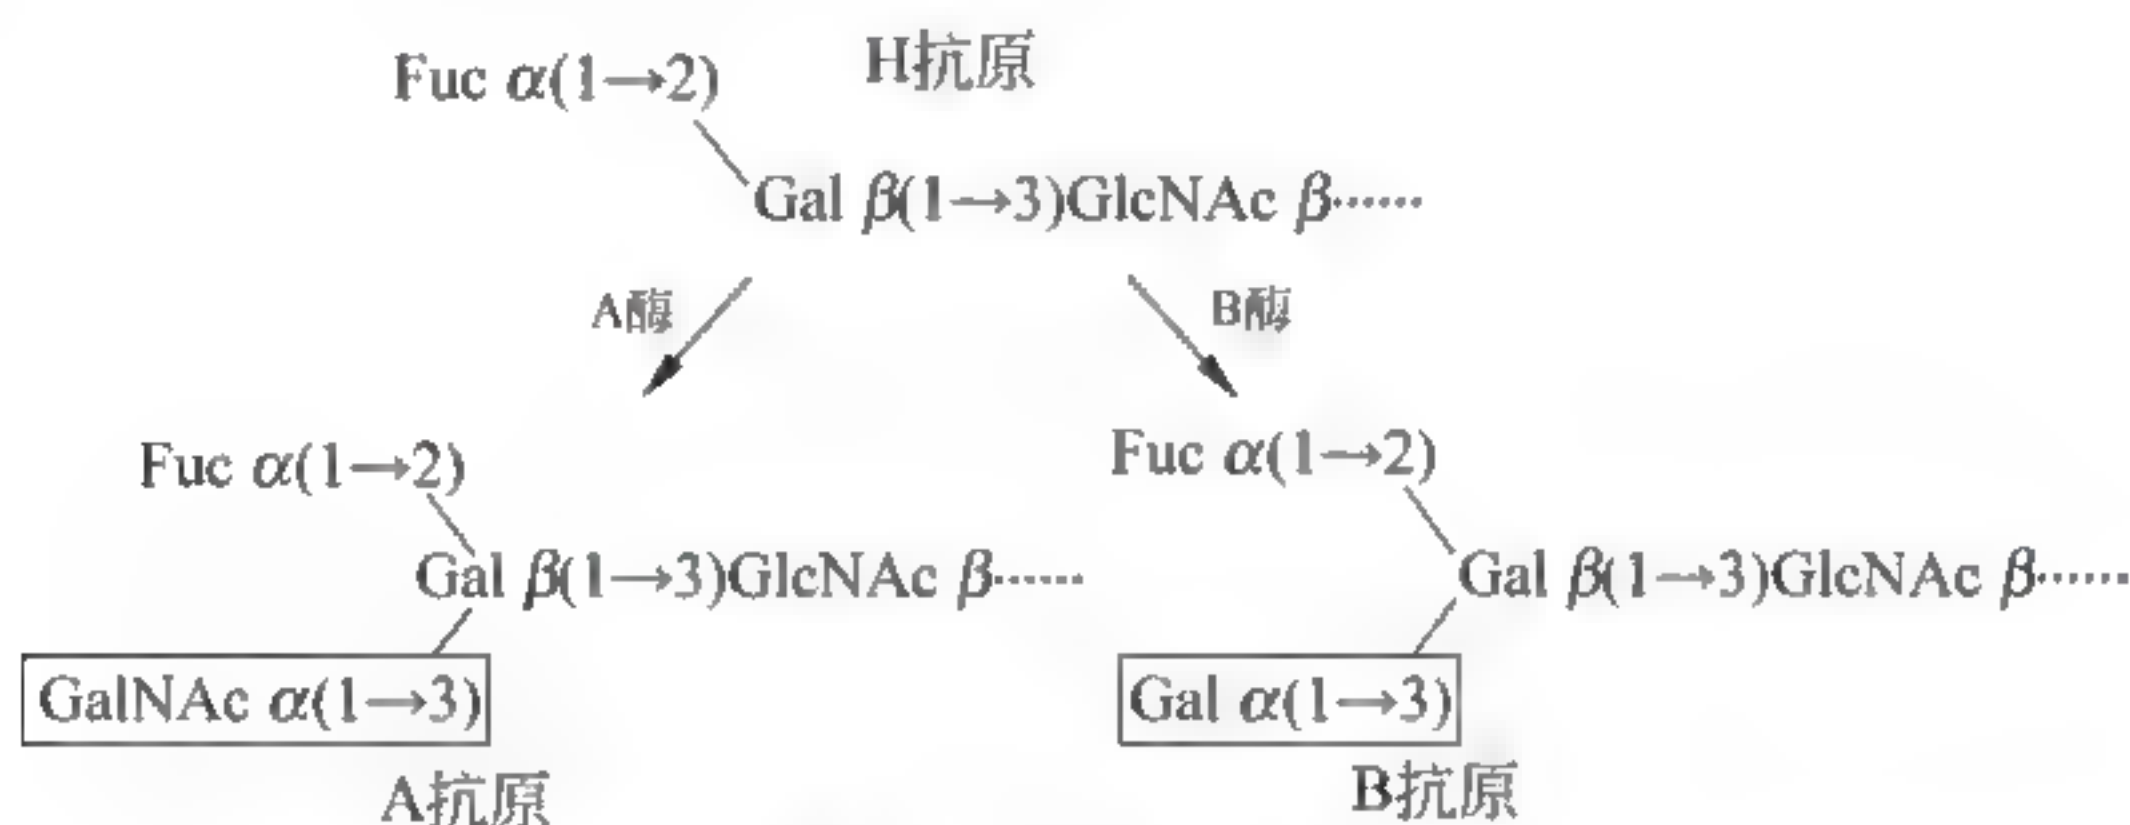 H抗原
Fuc α(1→2)
Gal β(1→3)GlcNAc β······
A酶
B酶
Fuc α(1→2)
Fuc α(1→2)
Gal β(1→3)GlcNAc β······
Gal β(1→3)GlcNAc β······
GalNAc α(1→3)
Gal α(1→3)
A抗原
B抗原